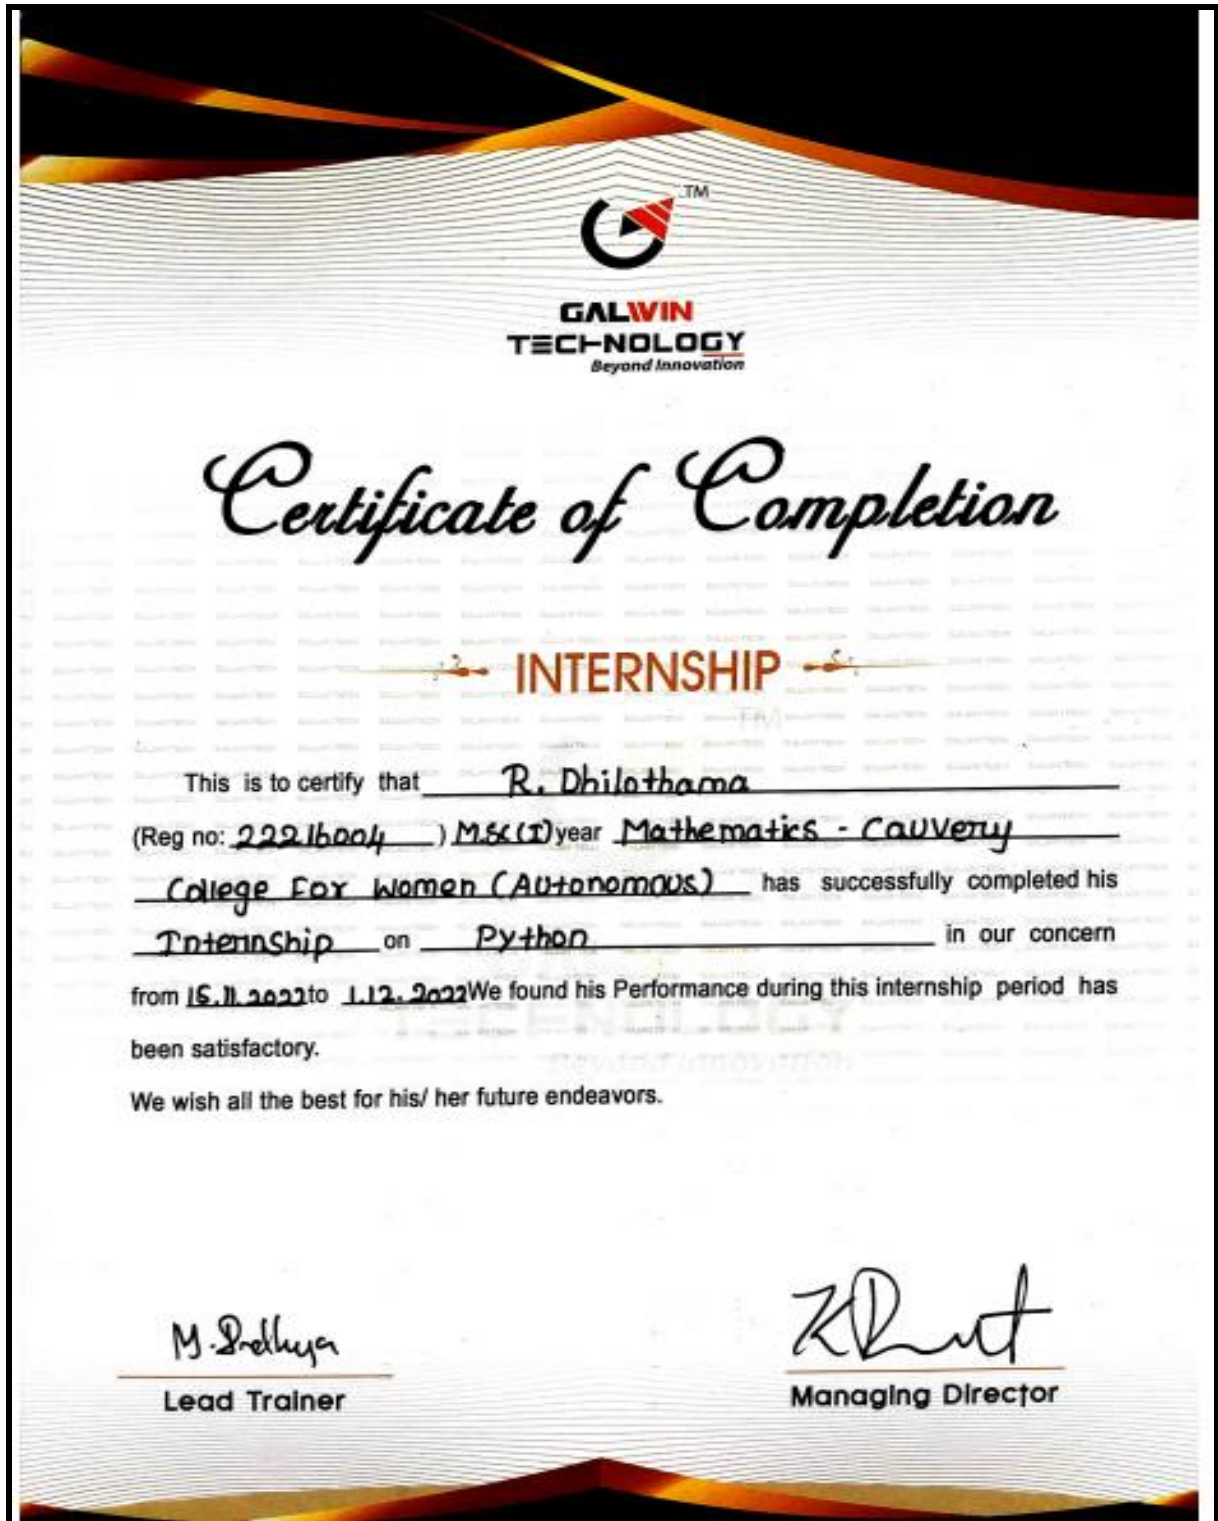 TM
GALWIN
TECHNOLOGY
Beyond Innovation
Certificate of Completion
INTERNSHIP
This is to certify that R. Dhilothama
(Reg no: 22216004 ) M.Sc(I) year Mathematics - Cauvery
College For Women (Autonomous) has successfully completed his
Internship on Python in our concern
from to 1.12.2022 We found his Performance during this internship period has
been satisfactory.
We wish all the best for his/ her future endeavors.
Lead Trainer
Managing Director